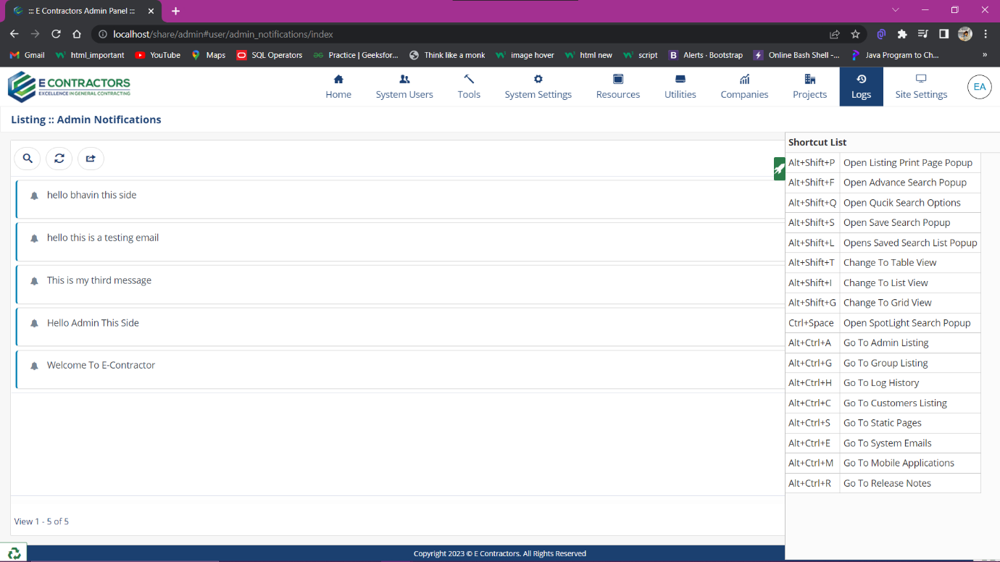 ::: E Contractors Admin Panel :::
localhost/share/admin#user/admin_notifications/index
Gmail html_important YouTube Maps SQL Operators Practice | Geeksfor... Think like a monk image hover html new script Alerts · Bootstrap Online Bash Shell -... Java Program to Ch... »
E CONTRACTORS
EXCELLENCE IN GENERAL CONTRACTING
Home System Users Tools System Settings Resources Utilities Companies Projects Logs Site Settings EA
Listing :: Admin Notifications
hello bhavin this side
hello this is a testing email
This is my third message
Hello Admin This Side
Welcome To E-Contractor
View 1 - 5 of 5
Shortcut List
Alt+Shift+P Open Listing Print Page Popup
Alt+Shift+F Open Advance Search Popup
Alt+Shift+Q Open Qucik Search Options
Alt+Shift+S Open Save Search Popup
Alt+Shift+L Opens Saved Search List Popup
Alt+Shift+T Change To Table View
Alt+Shift+I Change To List View
Alt+Shift+G Change To Grid View
Ctrl+Space Open SpotLight Search Popup
Alt+Ctrl+A Go To Admin Listing
Alt+Ctrl+G Go To Group Listing
Alt+Ctrl+H Go To Log History
Alt+Ctrl+C Go To Customers Listing
Alt+Ctrl+S Go To Static Pages
Alt+Ctrl+E Go To System Emails
Alt+Ctrl+M Go To Mobile Applications
Alt+Ctrl+R Go To Release Notes
Copyright 2023 © E Contractors. All Rights Reserved